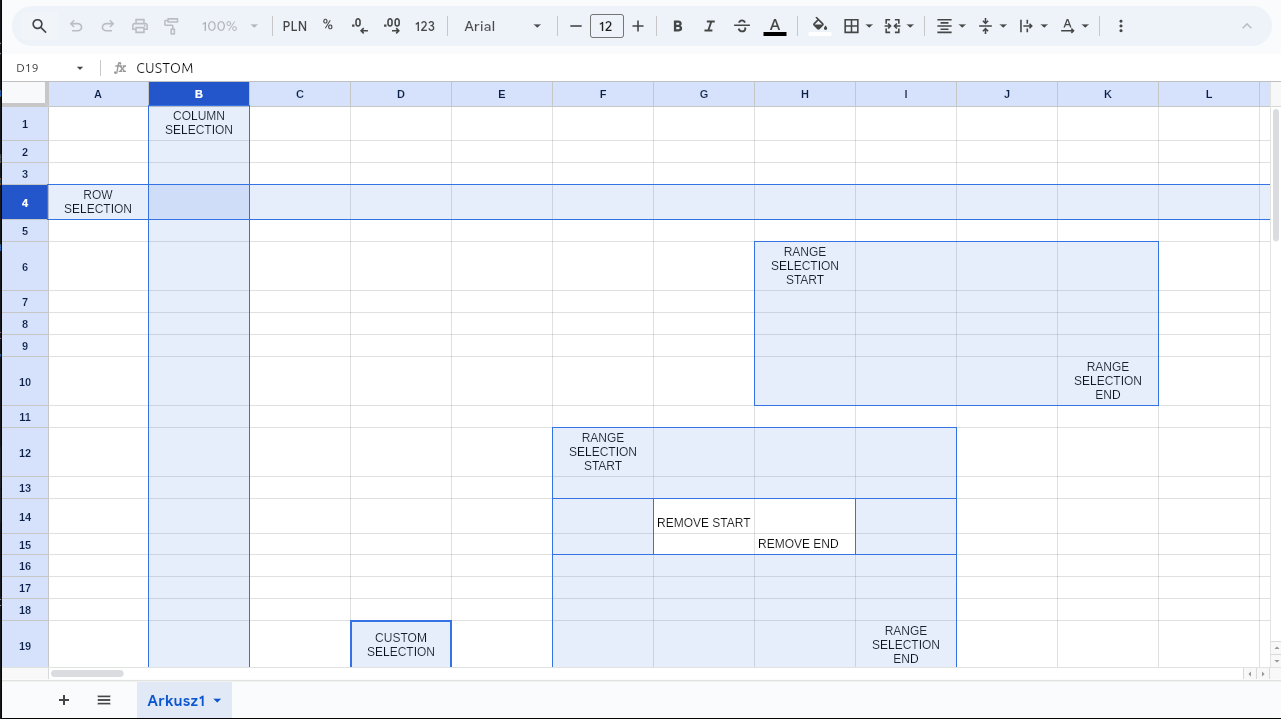 100% PLN % .0 .00 123 Arial 12 B I S A A
D19 fx CUSTOM
A B C D E F G H I J K L
1
COLUMN
SELECTION
2
3
4
ROW
SELECTION
5
6
RANGE
SELECTION
START
7
8
9
10
RANGE
SELECTION
END
11
12
RANGE
SELECTION
START
13
14
REMOVE START
15
REMOVE END
16
17
18
19
CUSTOM
SELECTION
RANGE
SELECTION
END
Arkusz1